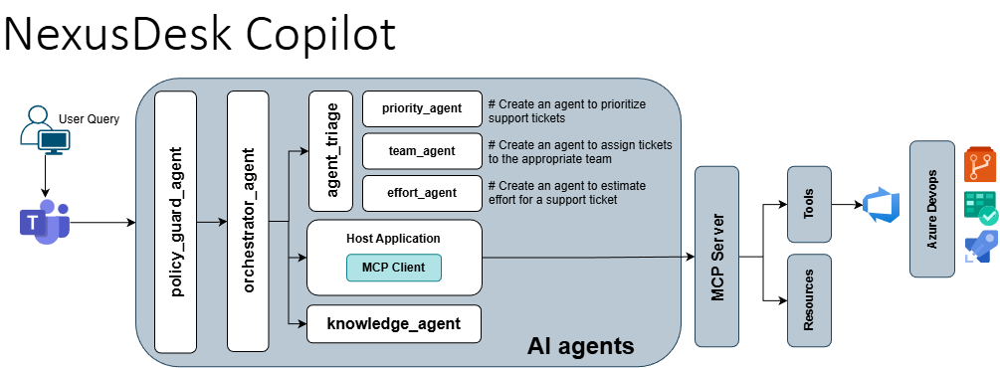 NexusDesk Copilot
User Query
T
policy_guard_agent
orchestrator_agent
agent_triage
priority_agent
# Create an agent to prioritize
support tickets
team_agent
# Create an agent to assign tickets
to the appropriate team
effort_agent
# Create an agent to estimate
effort for a support ticket
Host Application
MCP Client
knowledge_agent
AI agents
MCP Server
Tools
Resources
Azure Devops